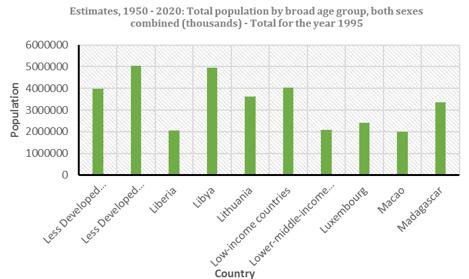 Estimates, 1950 - 2020: Total population by broad age group, both sexes
combined (thousands) - Total for the year 1995
6000000
5000000
4000000
3000000
2000000
1000000
0
Population
Less Developed...
Less Developed...
Liberia
Libya
Lithuania
Low-income countries
Lower-middle-income...
Luxembourg
Macao
Madagascar
Country